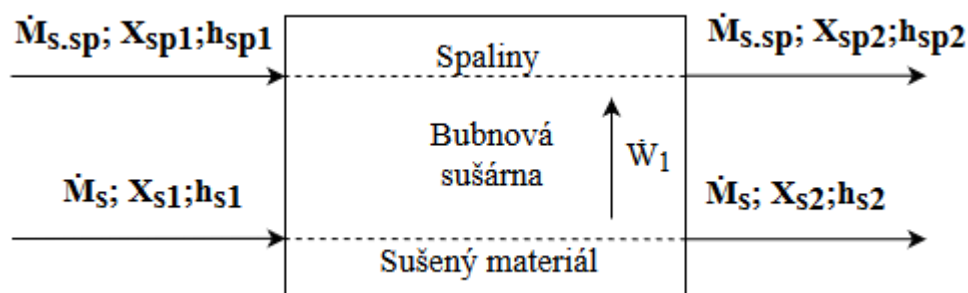 Ṁs.sp; Xsp1;hsp1
Ṁs.sp; Xsp2;hsp2
Spaliny
Bubnová
sušárna
Ẇ1
Ṁs; Xs1;hs1
Ṁs; Xs2;hs2
Sušený materiál